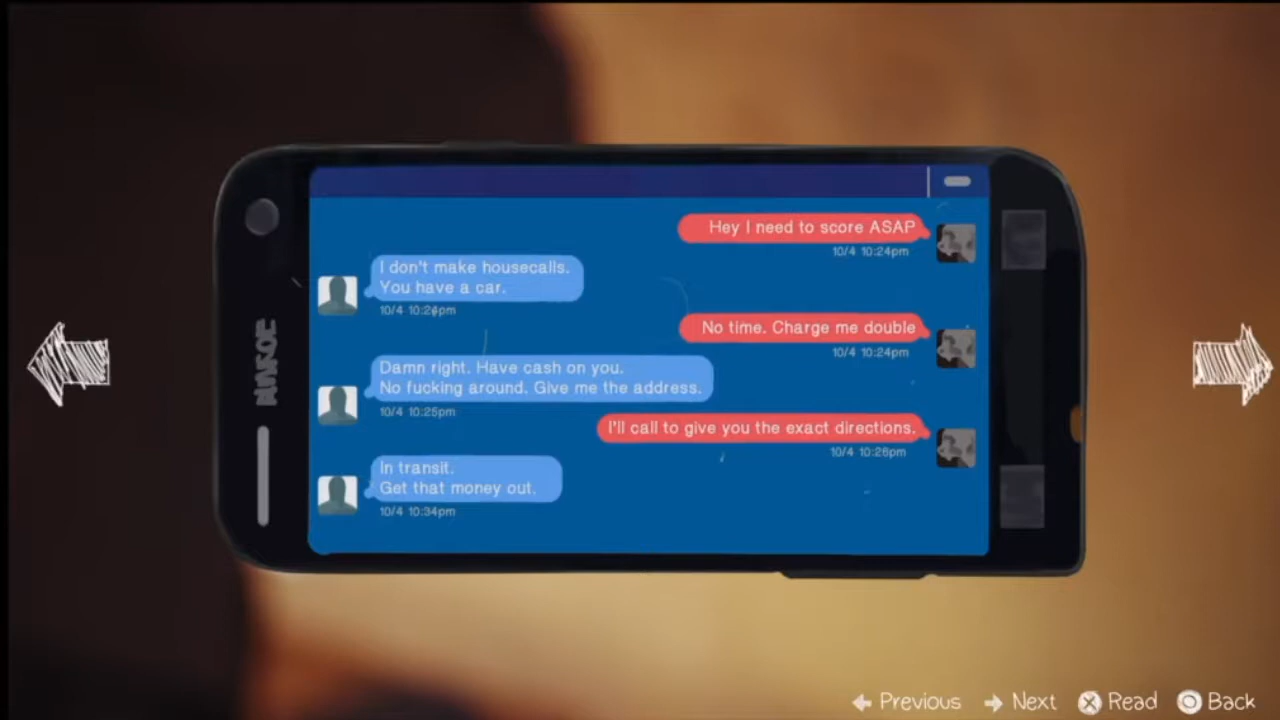 Hey I need to score ASAP
10/4 10:24pm
I don't make housecalls.
You have a car.
10/4 10:24pm
No time. Charge me double
10/4 10:24pm
Damn right. Have cash on you.
No fucking around. Give me the address.
10/4 10:25pm
I'll call to give you the exact directions.
10/4 10:26pm
In transit.
Get that money out.
10/4 10:34pm
Previous Next Read Back